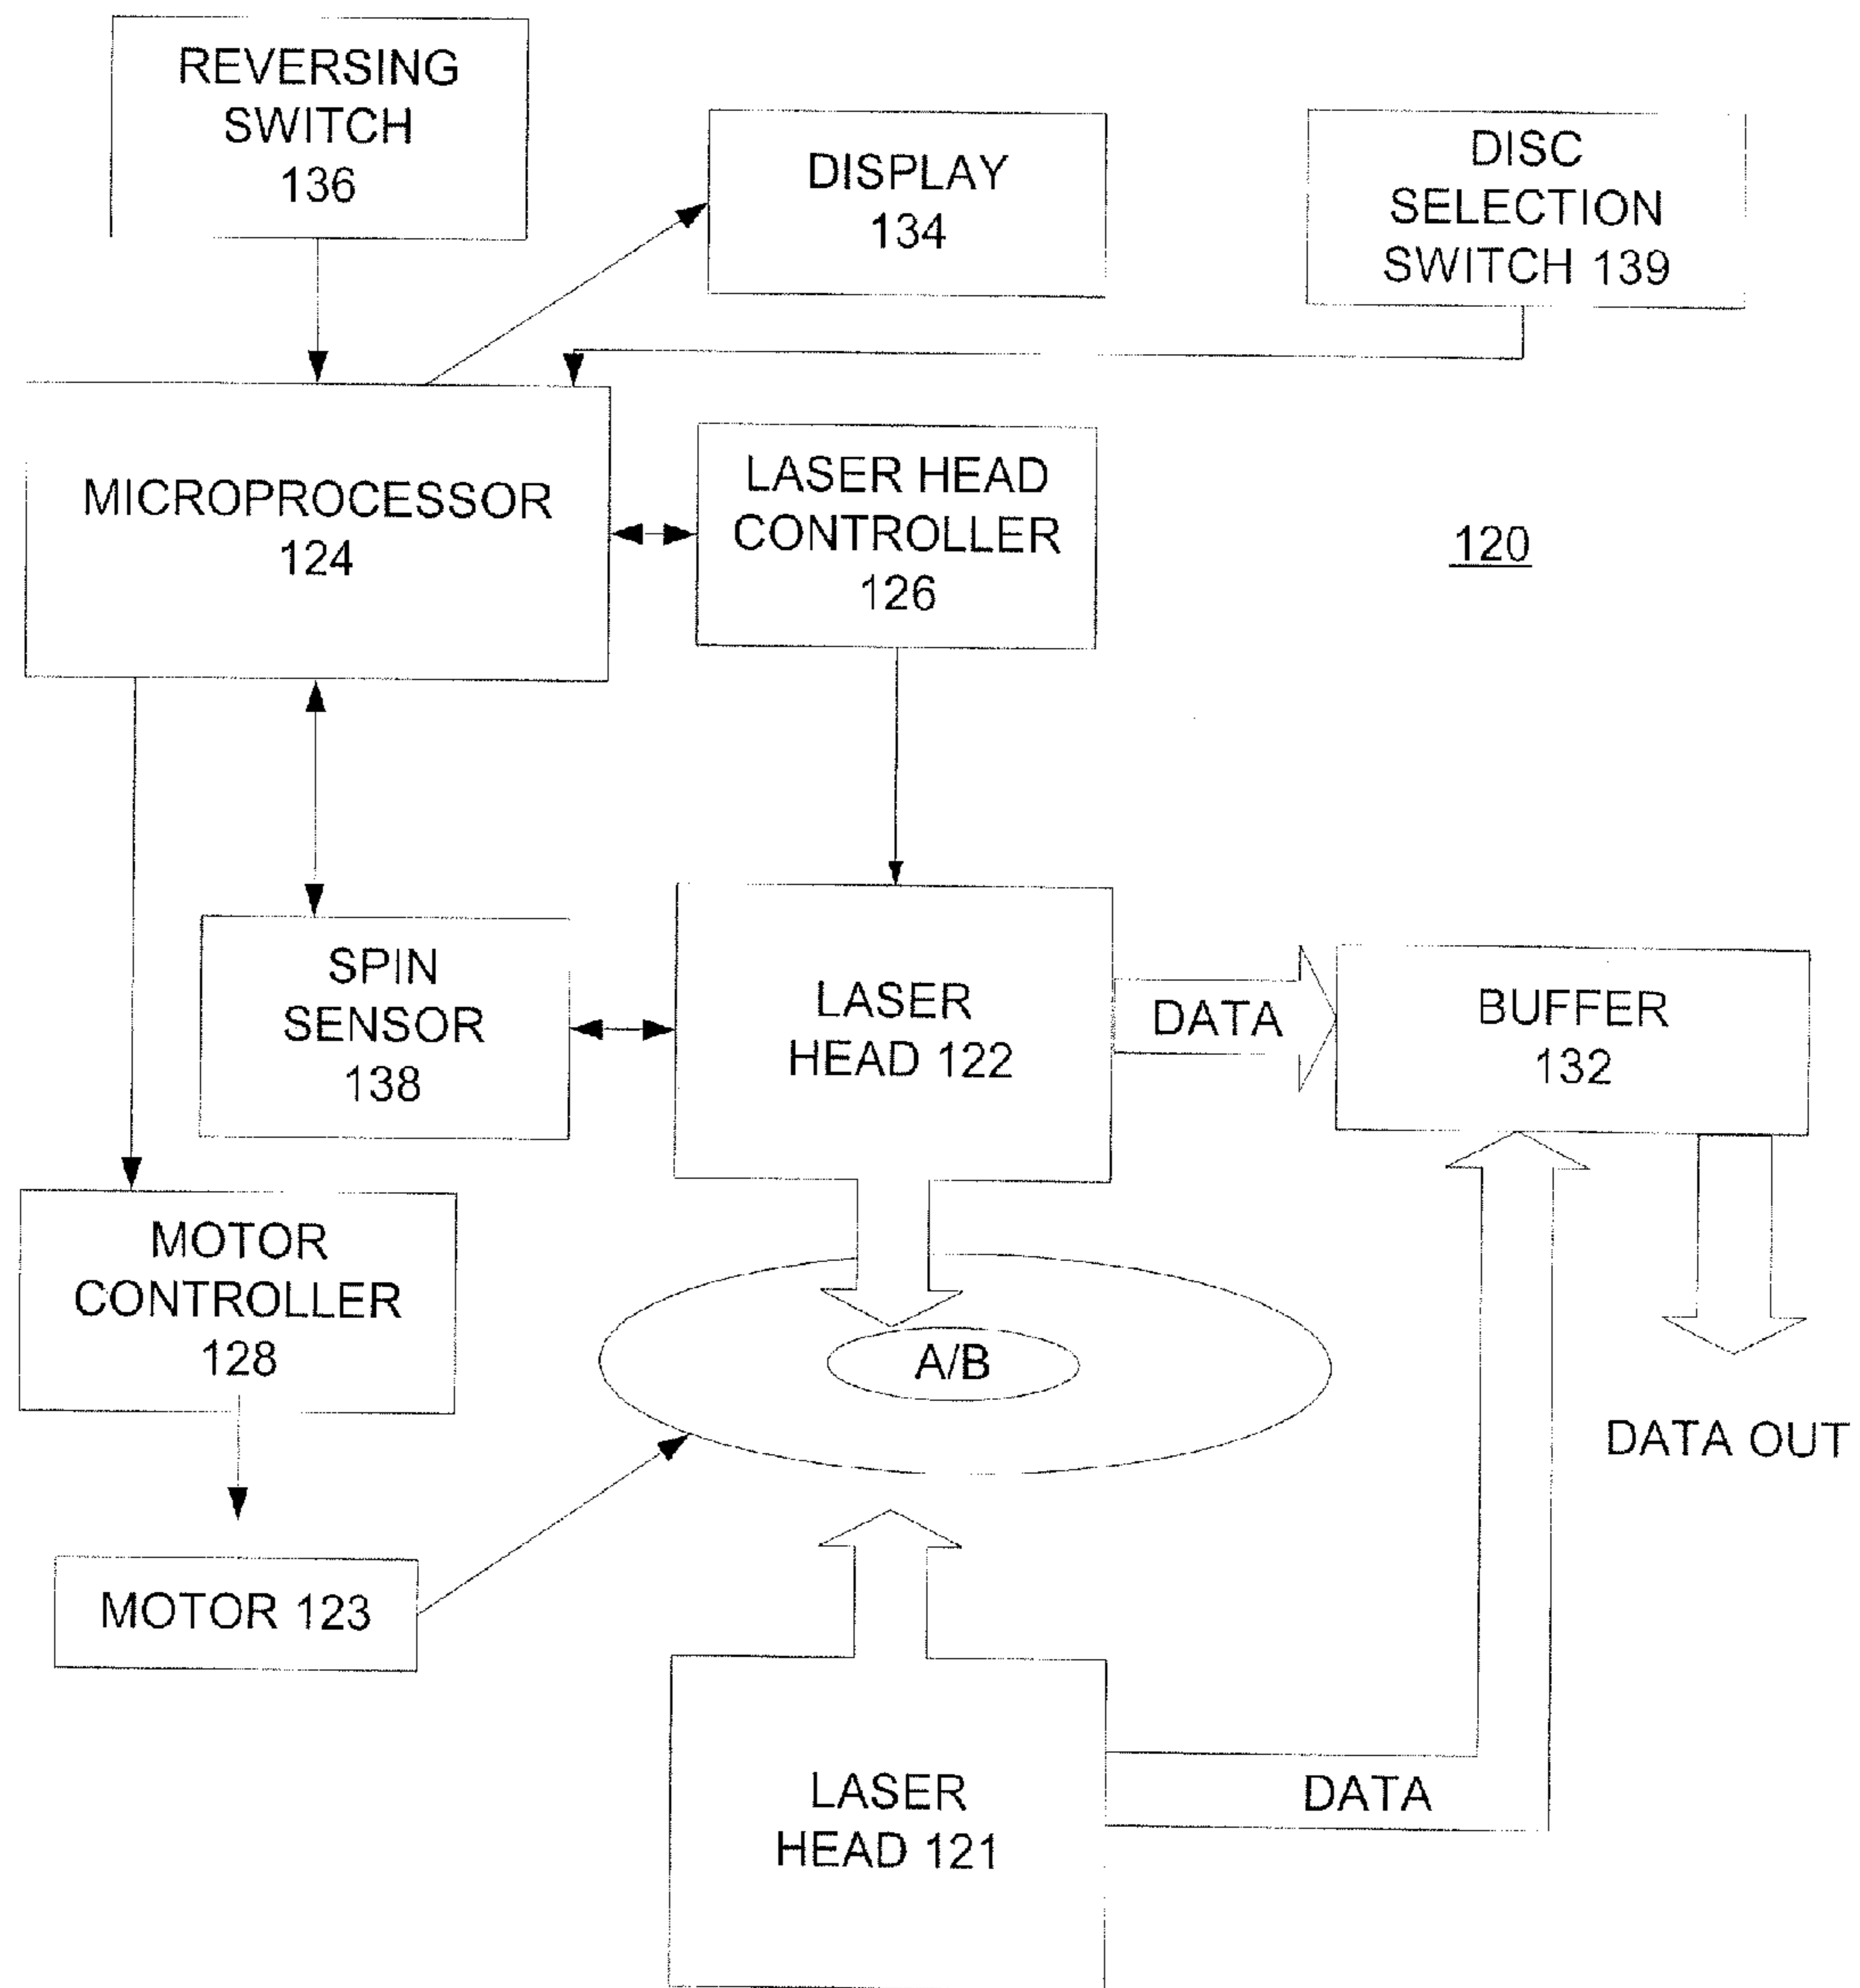 REVERSING
SWITCH
136
DISPLAY
134
DISC
SELECTION
SWITCH 139
MICROPROCESSOR
124
LASER HEAD
CONTROLLER
126
120
SPIN
SENSOR
138
LASER
HEAD 122
DATA
BUFFER
132
MOTOR
CONTROLLER
128
A/B
DATA OUT
MOTOR 123
LASER
HEAD 121
DATA